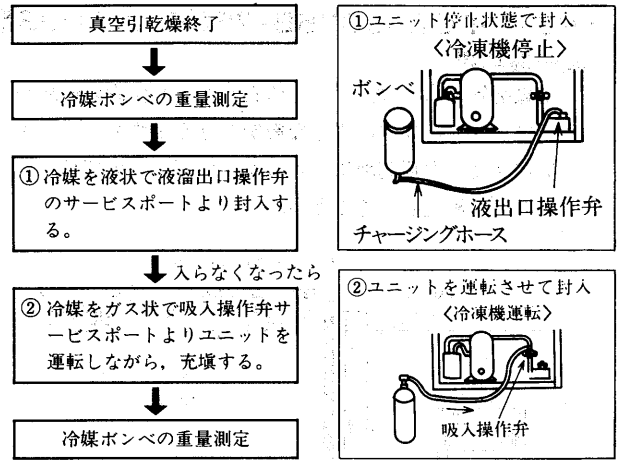 真空引乾燥終了
冷媒ボンベの重量測定
① 冷媒を液状で液溜出口操作弁
のサービスポートより封入す
る。
入らなくなったら
② 冷媒をガス状で吸入操作弁サ
ービスポートよりユニットを
運転しながら,充填する。
冷媒ボンベの重量測定
①ユニット停止状態で封入
〈冷凍機停止〉
ボンベ
液出口操作弁
チャージングホース
②ユニットを運転させて封入
〈冷凍機運転〉
吸入操作弁